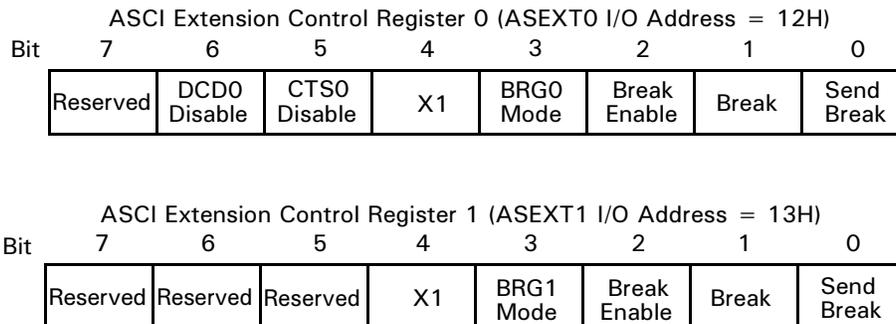 ASCI Extension Control Register 0 (ASEXT0 I/O Address = 12H)
Bit 7 6 5 4 3 2 1 0
Reserved DCD0 Disable CTS0 Disable X1 BRG0 Mode Break Enable Break Send Break
ASCI Extension Control Register 1 (ASEXT1 I/O Address = 13H)
Bit 7 6 5 4 3 2 1 0
Reserved Reserved Reserved X1 BRG1 Mode Break Enable Break Send Break